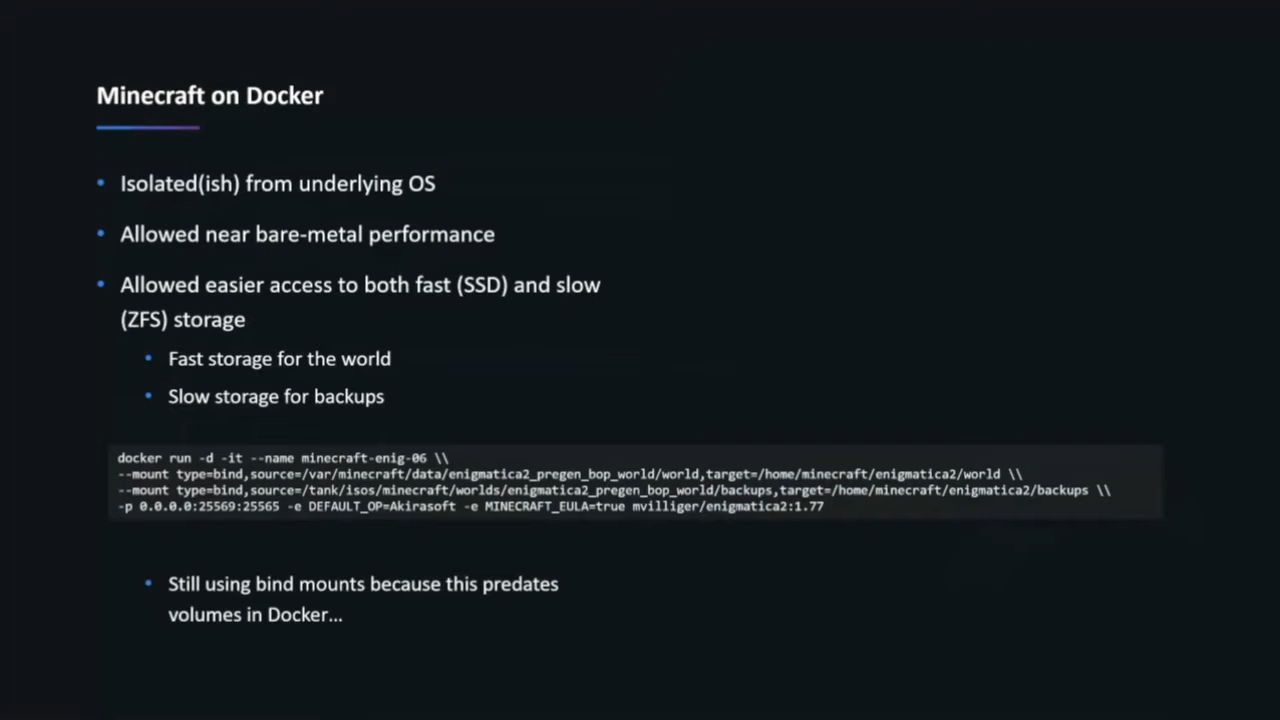 Minecraft on Docker
• Isolated(ish) from underlying OS
• Allowed near bare-metal performance
• Allowed easier access to both fast (SSD) and slow
(ZFS) storage
• Fast storage for the world
• Slow storage for backups
docker run -d -it --name minecraft-enig-06 \\
--mount type=bind,source=/var/minecraft/data/enigmatica2_pregen_bop_world/world,target=/home/minecraft/enigmatica2/world \\
--mount type=bind,source=/tank/isos/minecraft/worlds/enigmatica2_pregen_bop_world/backups,target=/home/minecraft/enigmatica2/backups \\
-p 0.0.0.0:25569:25565 -e DEFAULT_OP=Akirasoft -e MINECRAFT_EULA=true mvilliger/enigmatica2:1.77
• Still using bind mounts because this predates
volumes in Docker...